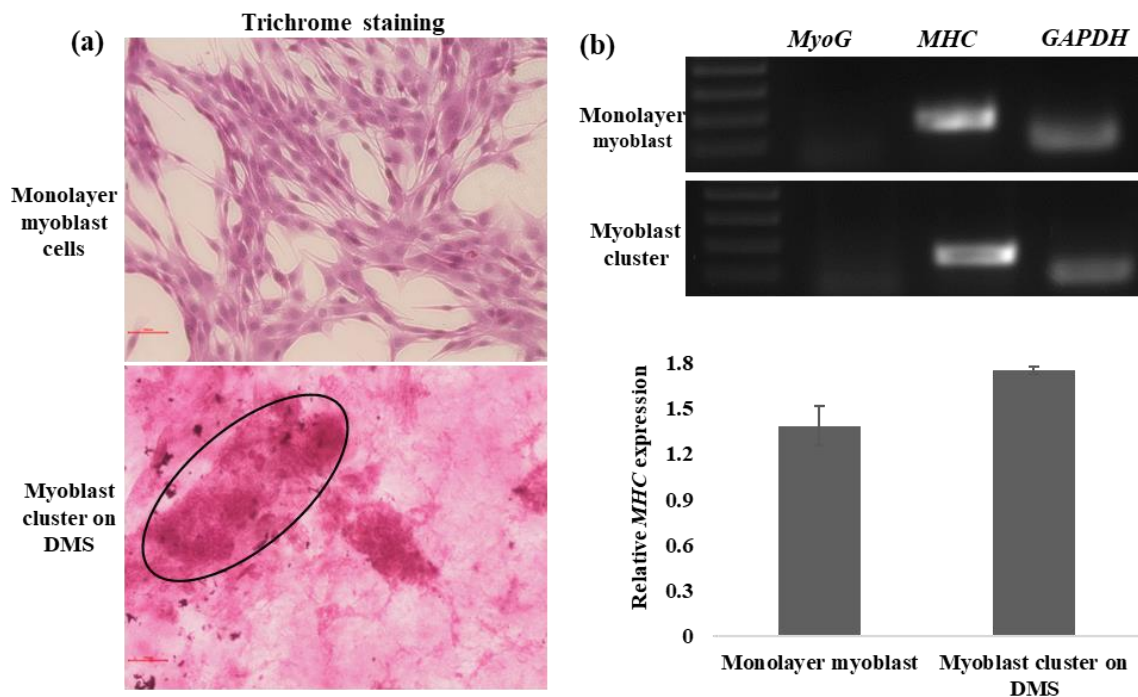 Trichrome staining
(a)
Monolayer
myoblast
cells
Myoblast
cluster on
DMS
(b)
MyoG MHC GAPDH
Monolayer
myoblast
Myoblast
cluster
Relative MHC expression
1.8
1.5
1.2
0.9
0.6
0.3
0
Monolayer myoblast
Myoblast cluster on
DMS